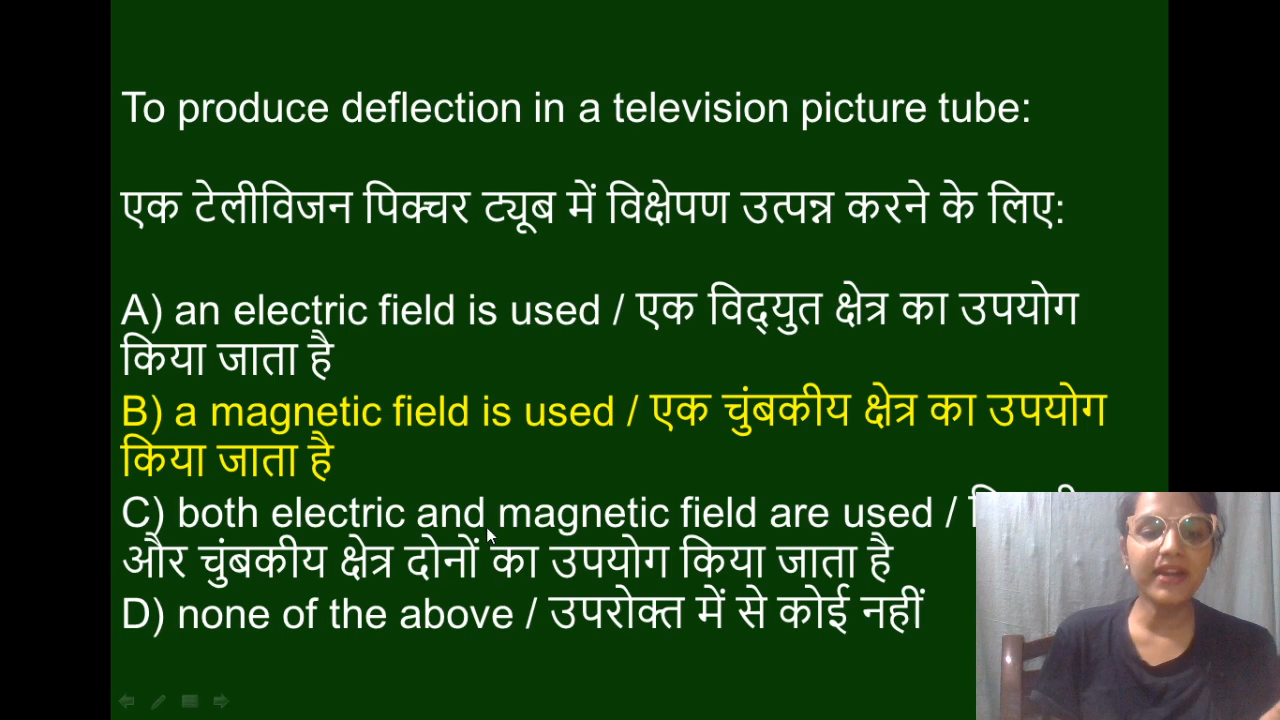 To produce deflection in a television picture tube:
एक टेलीविजन पिक्चर ट्यूब में विक्षेपण उत्पन्न करने के लिए:
A) an electric field is used / एक विद्युत क्षेत्र का उपयोग
किया जाता है
B) a magnetic field is used / एक चुंबकीय क्षेत्र का उपयोग
किया जाता है
C) both electric and magnetic field are used /
और चुंबकीय क्षेत्र दोनों का उपयोग किया जाता है
D) none of the above / उपरोक्त में से कोई नहीं